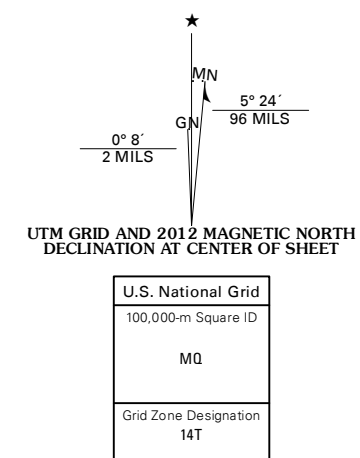 ★
MN
GN
5° 24´
96 MILS
0° 8´
2 MILS
UTM GRID AND 2012 MAGNETIC NORTH
DECLINATION AT CENTER OF SHEET
U.S. National Grid
100,000-m Square ID
MQ
Grid Zone Designation
14T